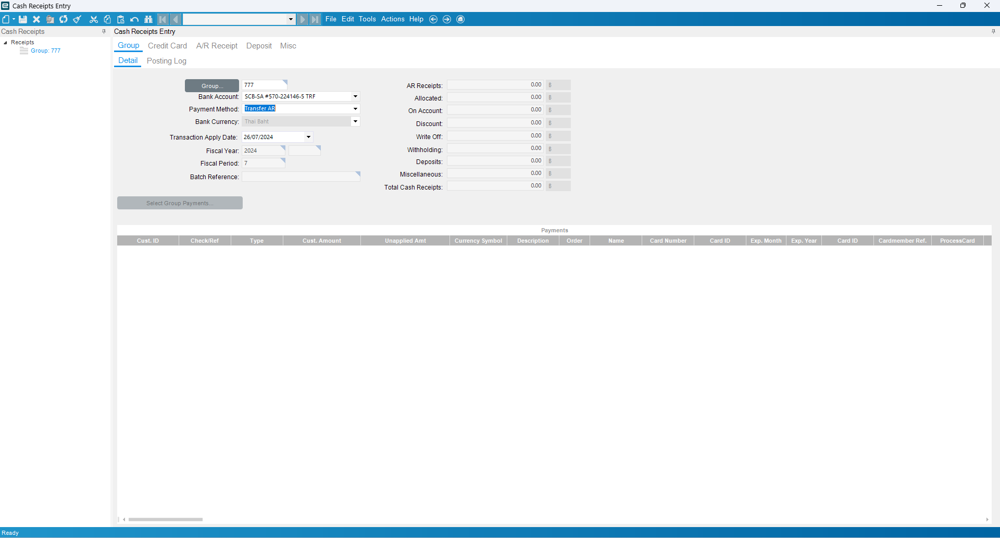 Cash Receipts Entry
File Edit Tools Actions Help
Cash Receipts
Receipts
Group: 777
Cash Receipts Entry
Group Credit Card A/R Receipt Deposit Misc
Detail Posting Log
Group... 777
Bank Account: SCB-SA #570-224146-5 TRF
Payment Method: Transfer AR
Bank Currency: Thai Baht
Transaction Apply Date: 26/07/2024
Fiscal Year: 2024
Fiscal Period: 7
Batch Reference:
AR Receipts: 0.00 ฿
Allocated: 0.00 ฿
On Account: 0.00 ฿
Discount: 0.00 ฿
Write Off: 0.00 ฿
Withholding: 0.00 ฿
Deposits: 0.00 ฿
Miscellaneous: 0.00 ฿
Total Cash Receipts: 0.00 ฿
Select Group Payments...
Payments
Cust. ID Check/Ref Type Cust. Amount Unapplied Amt Currency Symbol Description Order Name Card Number Card ID Exp. Month Exp. Year Card ID Cardmember Ref. ProcessCard
Ready